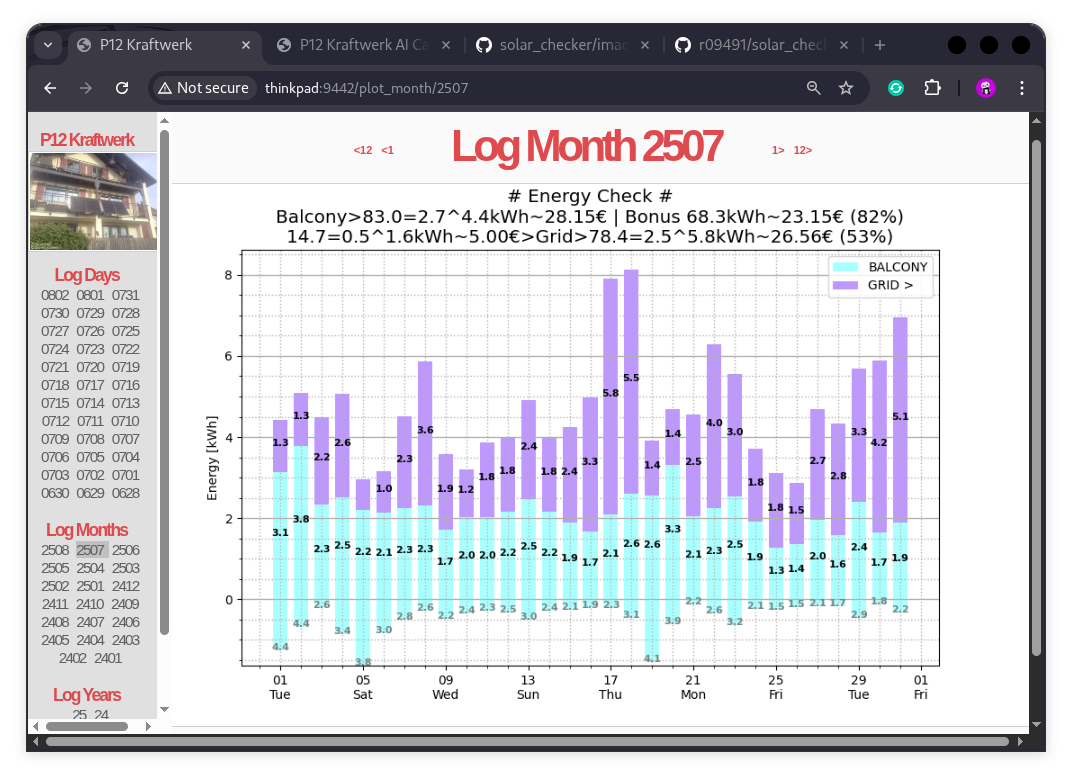 P12 Kraftwerk
P12 Kraftwerk AI Ca
solar_checker/imag
r09491/solar_check
Not secure
thinkpad:9442/plot_month/2507
P12 Kraftwerk
Log Days
0802 0801 0731
0730 0729 0728
0727 0726 0725
0724 0723 0722
0721 0720 0719
0718 0717 0716
0715 0714 0713
0712 0711 0710
0709 0708 0707
0706 0705 0704
0703 0702 0701
0630 0629 0628
Log Months
2508 2507 2506
2505 2504 2503
2502 2501 2412
2411 2410 2409
2408 2407 2406
2405 2404 2403
2402 2401
Log Years
25 24
<12 <1 Log Month 2507 1> 12>
# Energy Check #
Balcony>83.0=2.7^4.4kWh~28.15€ | Bonus 68.3kWh~23.15€ (82%)
14.7=0.5^1.6kWh~5.00€>Grid>78.4=2.5^5.8kWh~26.56€ (53%)
BALCONY
GRID >
Energy [kWh]
8
6
4
2
0
1.3 1.3 2.2 2.6 1.0 2.3 3.6 1.9 1.2 1.8 1.8 2.4 1.8 2.4 3.3 5.8 5.5 1.4 1.4 2.5 4.0 3.0 1.8 1.8 1.5 2.7 2.8 3.3 4.2 5.1
3.1 3.8 2.3 2.5 2.2 2.1 2.3 2.3 1.7 2.0 2.0 2.2 2.5 2.2 1.9 1.7 2.1 2.6 2.6 3.3 2.1 2.3 2.5 1.9 1.3 1.4 2.0 1.6 2.4 1.7 1.9
4.4 4.4 2.6 3.4 3.8 3.0 2.8 2.6 2.2 2.4 2.3 2.5 3.0 2.4 2.1 1.9 2.3 3.1 4.1 3.9 2.2 2.6 3.2 2.1 1.5 1.5 2.1 1.7 2.9 1.8 2.2
01 05 09 13 17 21 25 29 01
Tue Sat Wed Sun Thu Mon Fri Tue Fri